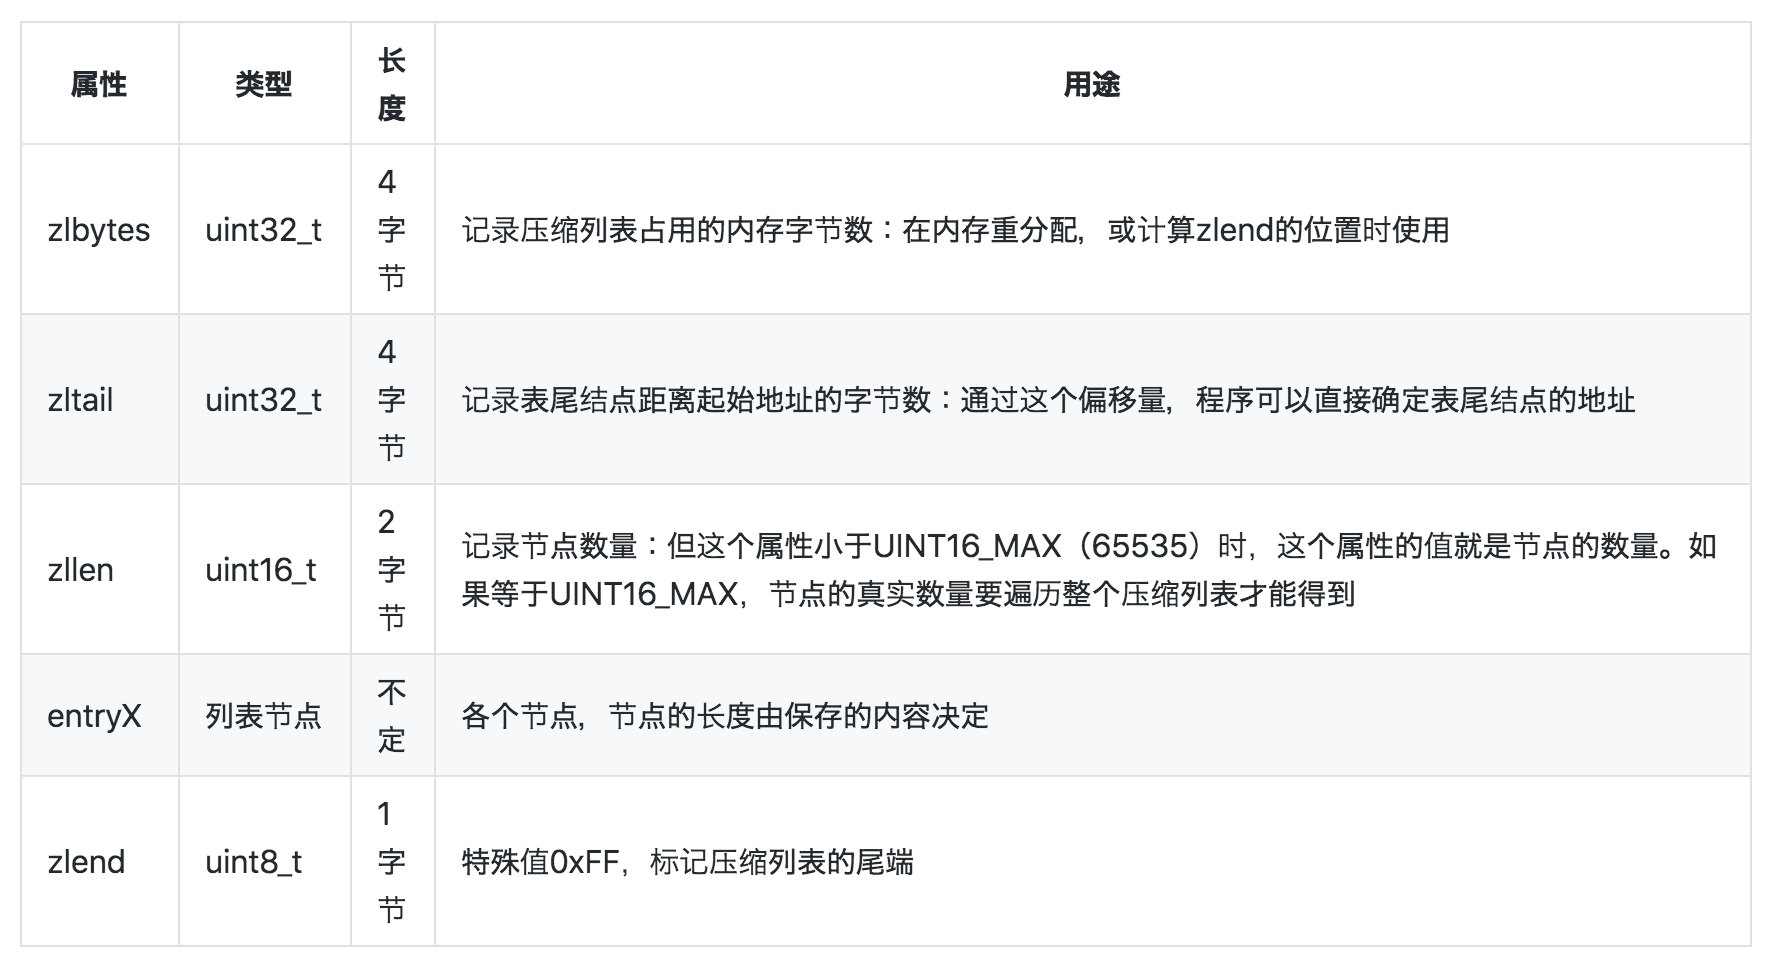 属性 类型 长度 用途
zlbytes uint32_t 4字节 记录压缩列表占用的内存字节数：在内存重分配，或计算zlend的位置时使用
zltail uint32_t 4字节 记录表尾结点距离起始地址的字节数：通过这个偏移量，程序可以直接确定表尾结点的地址
zllen uint16_t 2字节 记录节点数量：但这个属性小于UINT16_MAX（65535）时，这个属性的值就是节点的数量。如
果等于UINT16_MAX，节点的真实数量要遍历整个压缩列表才能得到
entryX 列表节点 不定 各个节点，节点的长度由保存的内容决定
zlend uint8_t 1字节 特殊值0xFF，标记压缩列表的尾端